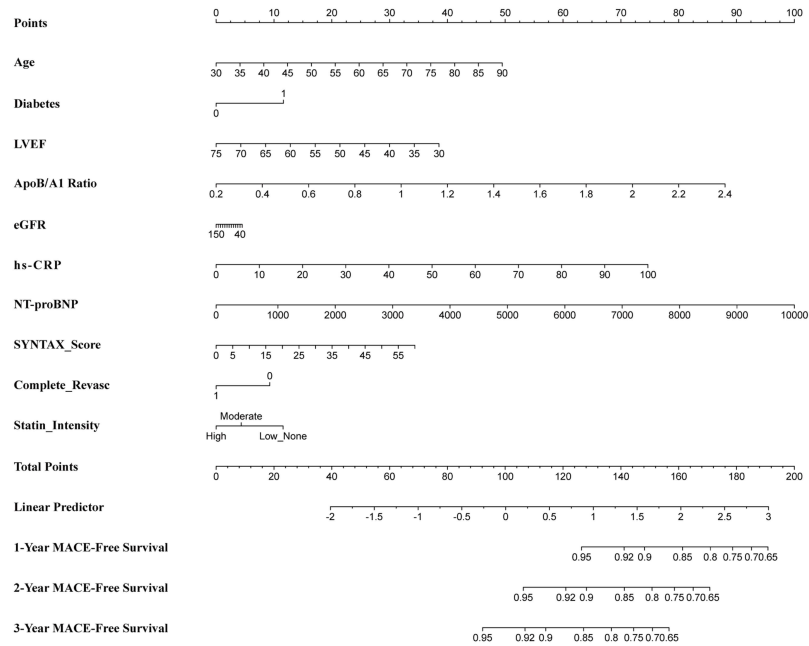 Points 0 10 20 30 40 50 60 70 80 90 100
Age 30 35 40 45 50 55 60 65 70 75 80 85 90
1
Diabetes
0
LVEF 75 70 65 60 55 50 45 40 35 30
ApoB/A1 Ratio 0.2 0.4 0.6 0.8 1 1.2 1.4 1.6 1.8 2 2.2 2.4
eGFR 150 40
hs-CRP 0 10 20 30 40 50 60 70 80 90 100
NT-proBNP 0 1000 2000 3000 4000 5000 6000 7000 8000 9000 10000
SYNTAX_Score 0 5 15 25 35 45 55
0
Complete_Revasc
1
Moderate
Statin_Intensity
High Low_None
Total Points 0 20 40 60 80 100 120 140 160 180 200
Linear Predictor -2 -1.5 -1 -0.5 0 0.5 1 1.5 2 2.5 3
1-Year MACE-Free Survival 0.95 0.92 0.9 0.85 0.8 0.75 0.70 0.65
2-Year MACE-Free Survival 0.95 0.92 0.9 0.85 0.8 0.75 0.70 0.65
3-Year MACE-Free Survival 0.95 0.92 0.9 0.85 0.8 0.75 0.70 0.65